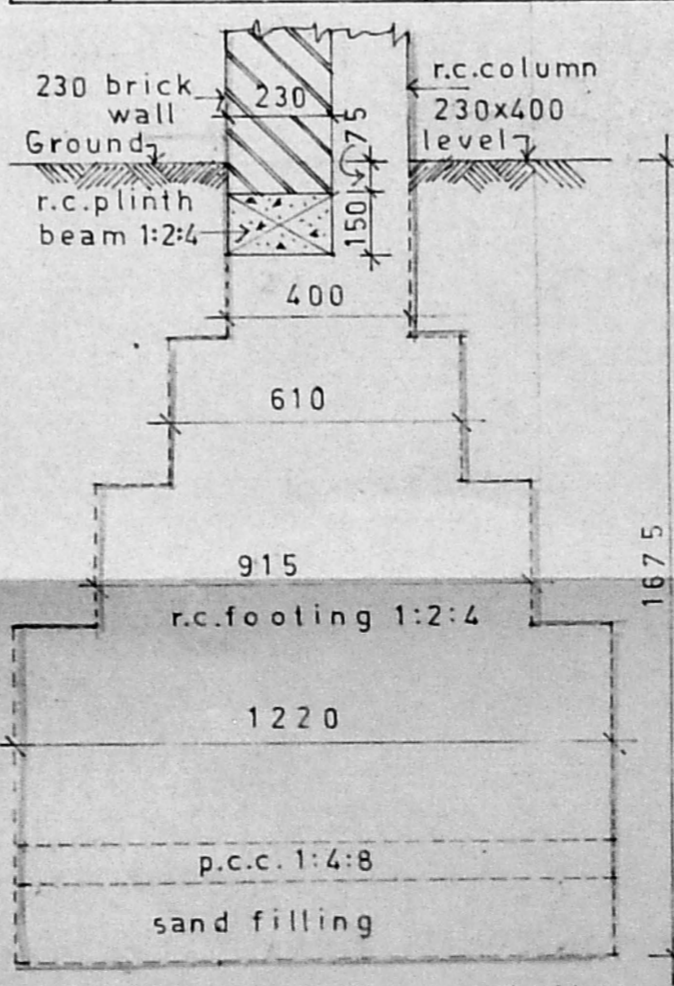 230 brick
wall
Ground
230
r.c.column
230x400
level
75
150
r.c.plinth
beam 1:2:4
400
610
915
r.c.footing 1:2:4
1675
1220
p.c.c. 1:4:8
sand filling